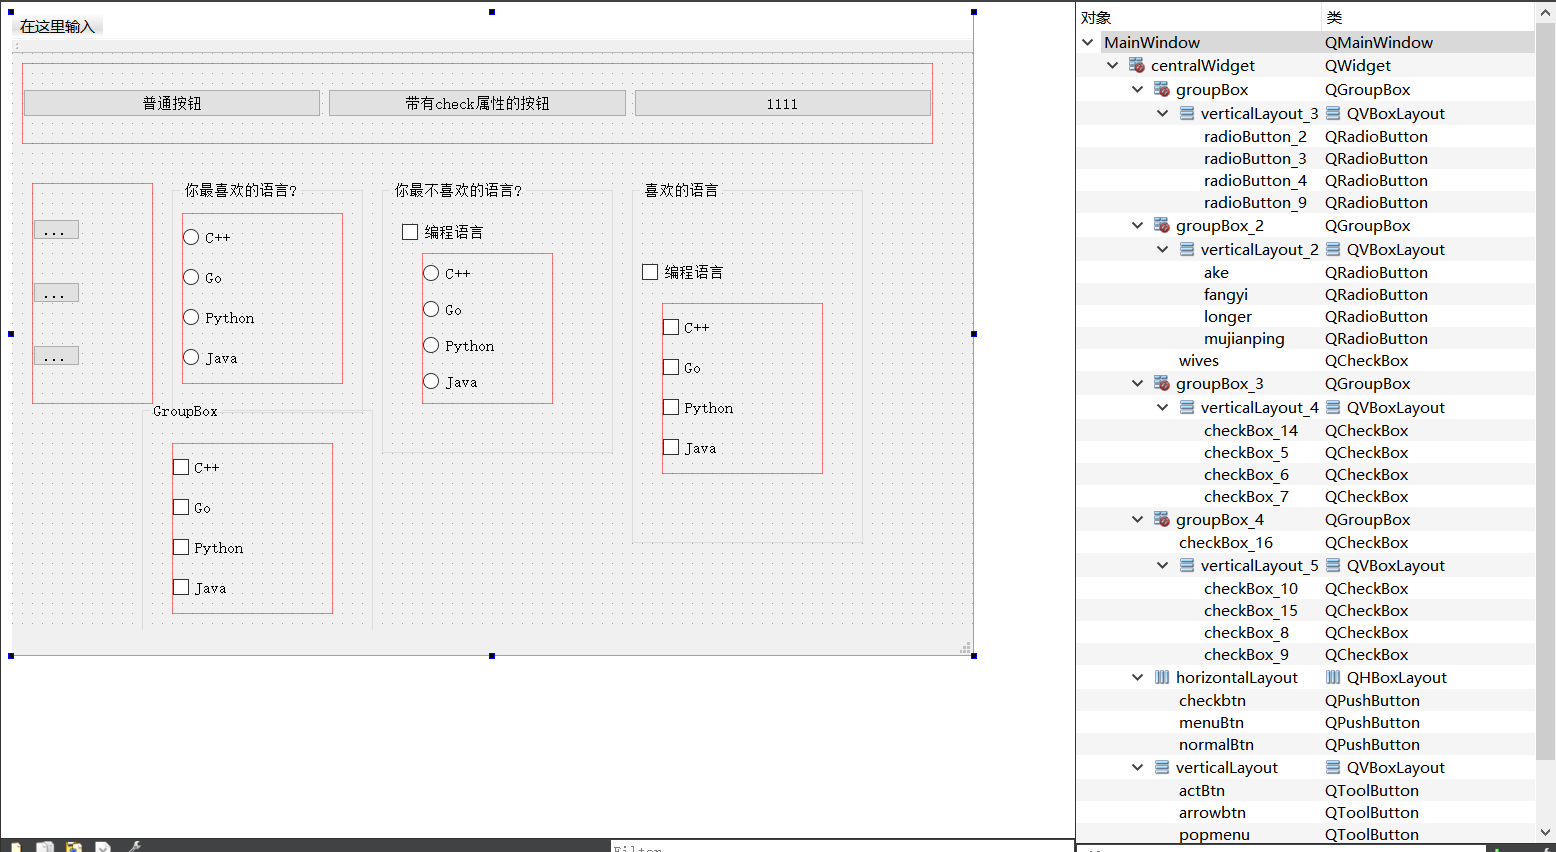 在这里输入
普通按钮
带有check属性的按钮
1111
...
...
...
你最喜欢的语言?
C++
Go
Python
Java
你最不喜欢的语言?
编程语言
C++
Go
Python
Java
喜欢的语言
编程语言
C++
Go
Python
Java
GroupBox
C++
Go
Python
Java
对象 类
MainWindow QMainWindow
centralWidget QWidget
groupBox QGroupBox
verticalLayout_3 QVBoxLayout
radioButton_2 QRadioButton
radioButton_3 QRadioButton
radioButton_4 QRadioButton
radioButton_9 QRadioButton
groupBox_2 QGroupBox
verticalLayout_2 QVBoxLayout
ake QRadioButton
fangyi QRadioButton
longer QRadioButton
mujianping QRadioButton
wives QCheckBox
groupBox_3 QGroupBox
verticalLayout_4 QVBoxLayout
checkBox_14 QCheckBox
checkBox_5 QCheckBox
checkBox_6 QCheckBox
checkBox_7 QCheckBox
groupBox_4 QGroupBox
checkBox_16 QCheckBox
verticalLayout_5 QVBoxLayout
checkBox_10 QCheckBox
checkBox_15 QCheckBox
checkBox_8 QCheckBox
checkBox_9 QCheckBox
horizontalLayout QHBoxLayout
checkbtn QPushButton
menuBtn QPushButton
normalBtn QPushButton
verticalLayout QVBoxLayout
actBtn QToolButton
arrowbtn QToolButton
popmenu QToolButton
Filter